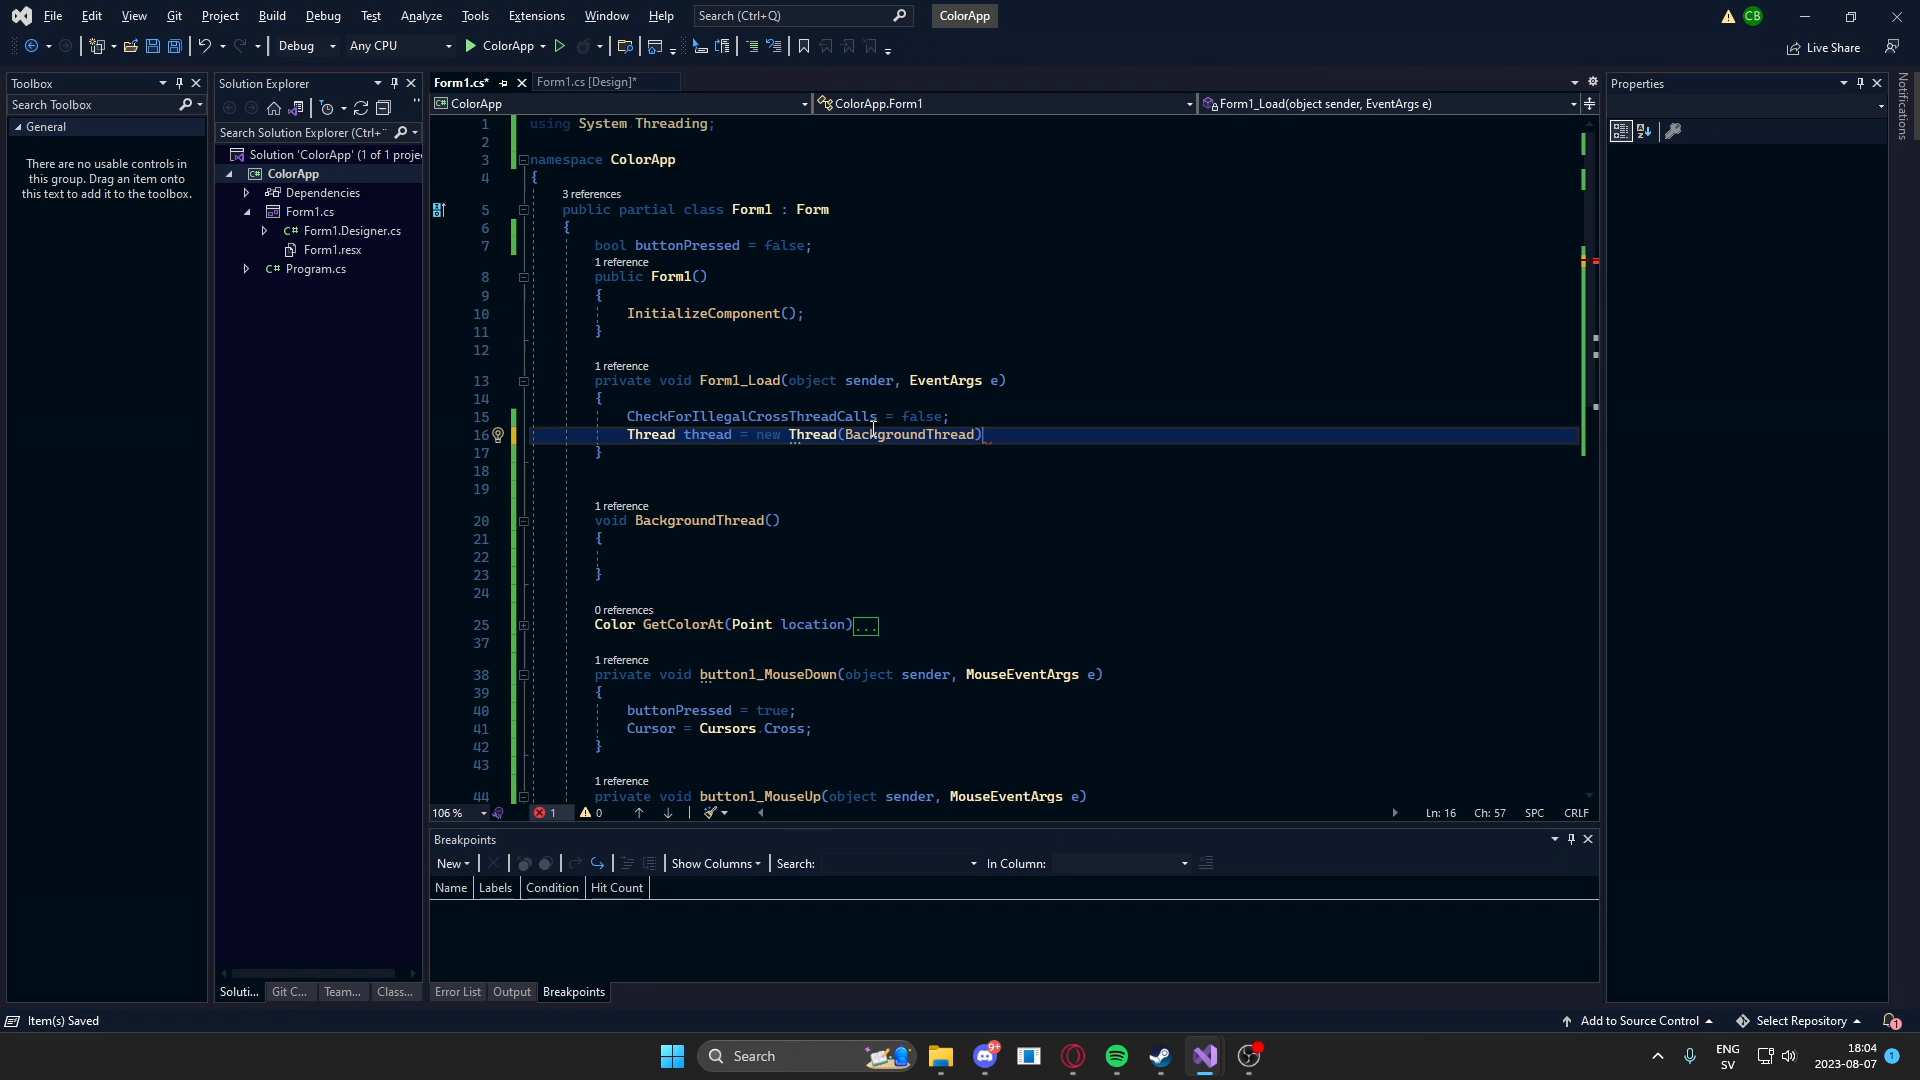 File Edit View Git Project Build Debug Test Analyze Tools Extensions Window Help Search (Ctrl+Q) ColorApp CB
Debug Any CPU ColorApp Live Share
Toolbox
Search Toolbox
General
There are no usable controls in
this group. Drag an item onto
this text to add it to the toolbox.
Solution Explorer
Search Solution Explorer (Ctrl+
Solution 'ColorApp' (1 of 1 proje
ColorApp
Dependencies
Form1.cs
Form1.Designer.cs
Form1.resx
Program.cs
Soluti... Git C... Team... Class...
Form1.cs* Form1.cs [Design]*
ColorApp ColorApp.Form1 Form1_Load(object sender, EventArgs e)
1 using System.Threading;
2
3 namespace ColorApp
4 {
3 references
5 public partial class Form1 : Form
6 {
7 bool buttonPressed = false;
1 reference
8 public Form1()
9 {
10 InitializeComponent();
11 }
12
1 reference
13 private void Form1_Load(object sender, EventArgs e)
14 {
15 CheckForIllegalCrossThreadCalls = false;
16 Thread thread = new Thread(BackgroundThread)
17 }
18
19
1 reference
20 void BackgroundThread()
21 {
22
23 }
24
0 references
25 Color GetColorAt(Point location)...
37
1 reference
38 private void button1_MouseDown(object sender, MouseEventArgs e)
39 {
40 buttonPressed = true;
41 Cursor = Cursors.Cross;
42 }
43
1 reference
44 private void button1_MouseUp(object sender, MouseEventArgs e)
106 % 1 0 Ln: 16 Ch: 57 SPC CRLF
Breakpoints
New Show Columns Search: In Column:
Name Labels Condition Hit Count
Error List Output Breakpoints
Properties
Notifications
Item(s) Saved Add to Source Control Select Repository 1
Search 9+ ENG
SV 18:04
2023-08-07 1